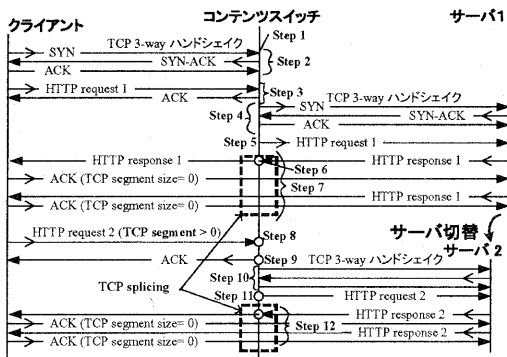 クライアント
コンテンツスイッチ
サーバ1
Step 1
SYN
TCP 3-way ハンドシェイク
SYN-ACK
Step 2
ACK
HTTP request 1
Step 3
ACK
SYN
TCP 3-way ハンドシェイク
Step 4
SYN-ACK
ACK
Step 5
HTTP request 1
HTTP response 1
Step 6
HTTP response 1
ACK (TCP segment size= 0)
Step 7
HTTP response 1
ACK (TCP segment size= 0)
サーバ切替
HTTP request 2 (TCP segment > 0)
Step 8
サーバ 2
ACK
Step 9
TCP 3-way ハンドシェイク
Step 10
TCP splicing
Step 11
HTTP request 2
HTTP response 2
ACK (TCP segment size= 0)
Step 12
HTTP response 2
ACK (TCP segment size= 0)